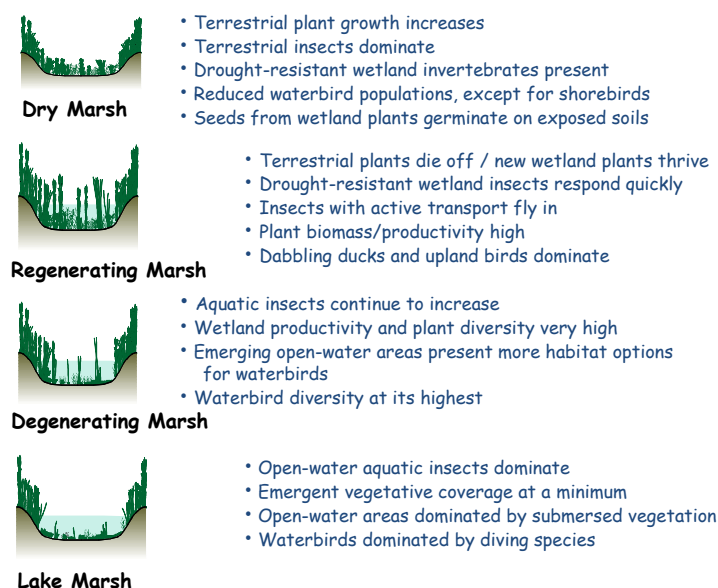 • Terrestrial plant growth increases
• Terrestrial insects dominate
• Drought-resistant wetland invertebrates present
• Reduced waterbird populations, except for shorebirds
• Seeds from wetland plants germinate on exposed soils
Dry Marsh
• Terrestrial plants die off / new wetland plants thrive
• Drought-resistant wetland insects respond quickly
• Insects with active transport fly in
• Plant biomass/productivity high
• Dabbling ducks and upland birds dominate
Regenerating Marsh
• Aquatic insects continue to increase
• Wetland productivity and plant diversity very high
• Emerging open-water areas present more habitat options
for waterbirds
• Waterbird diversity at its highest
Degenerating Marsh
• Open-water aquatic insects dominate
• Emergent vegetative coverage at a minimum
• Open-water areas dominated by submersed vegetation
• Waterbirds dominated by diving species
Lake Marsh